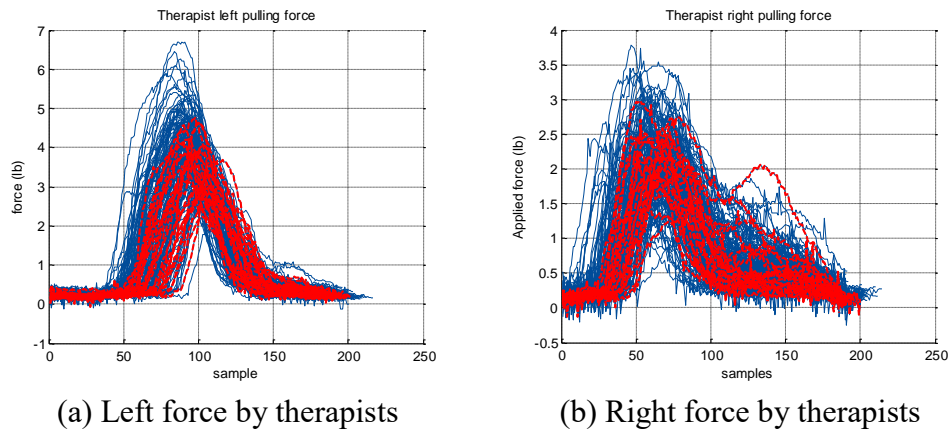 Therapist left pulling force
7
6
5
4
3
2
1
0
-1
force (lb)
0 50 100 150 200 250
sample
(a) Left force by therapists
Therapist right pulling force
4
3.5
3
2.5
2
1.5
1
0.5
0
-0.5
Applied force (lb)
0 50 100 150 200 250
samples
(b) Right force by therapists